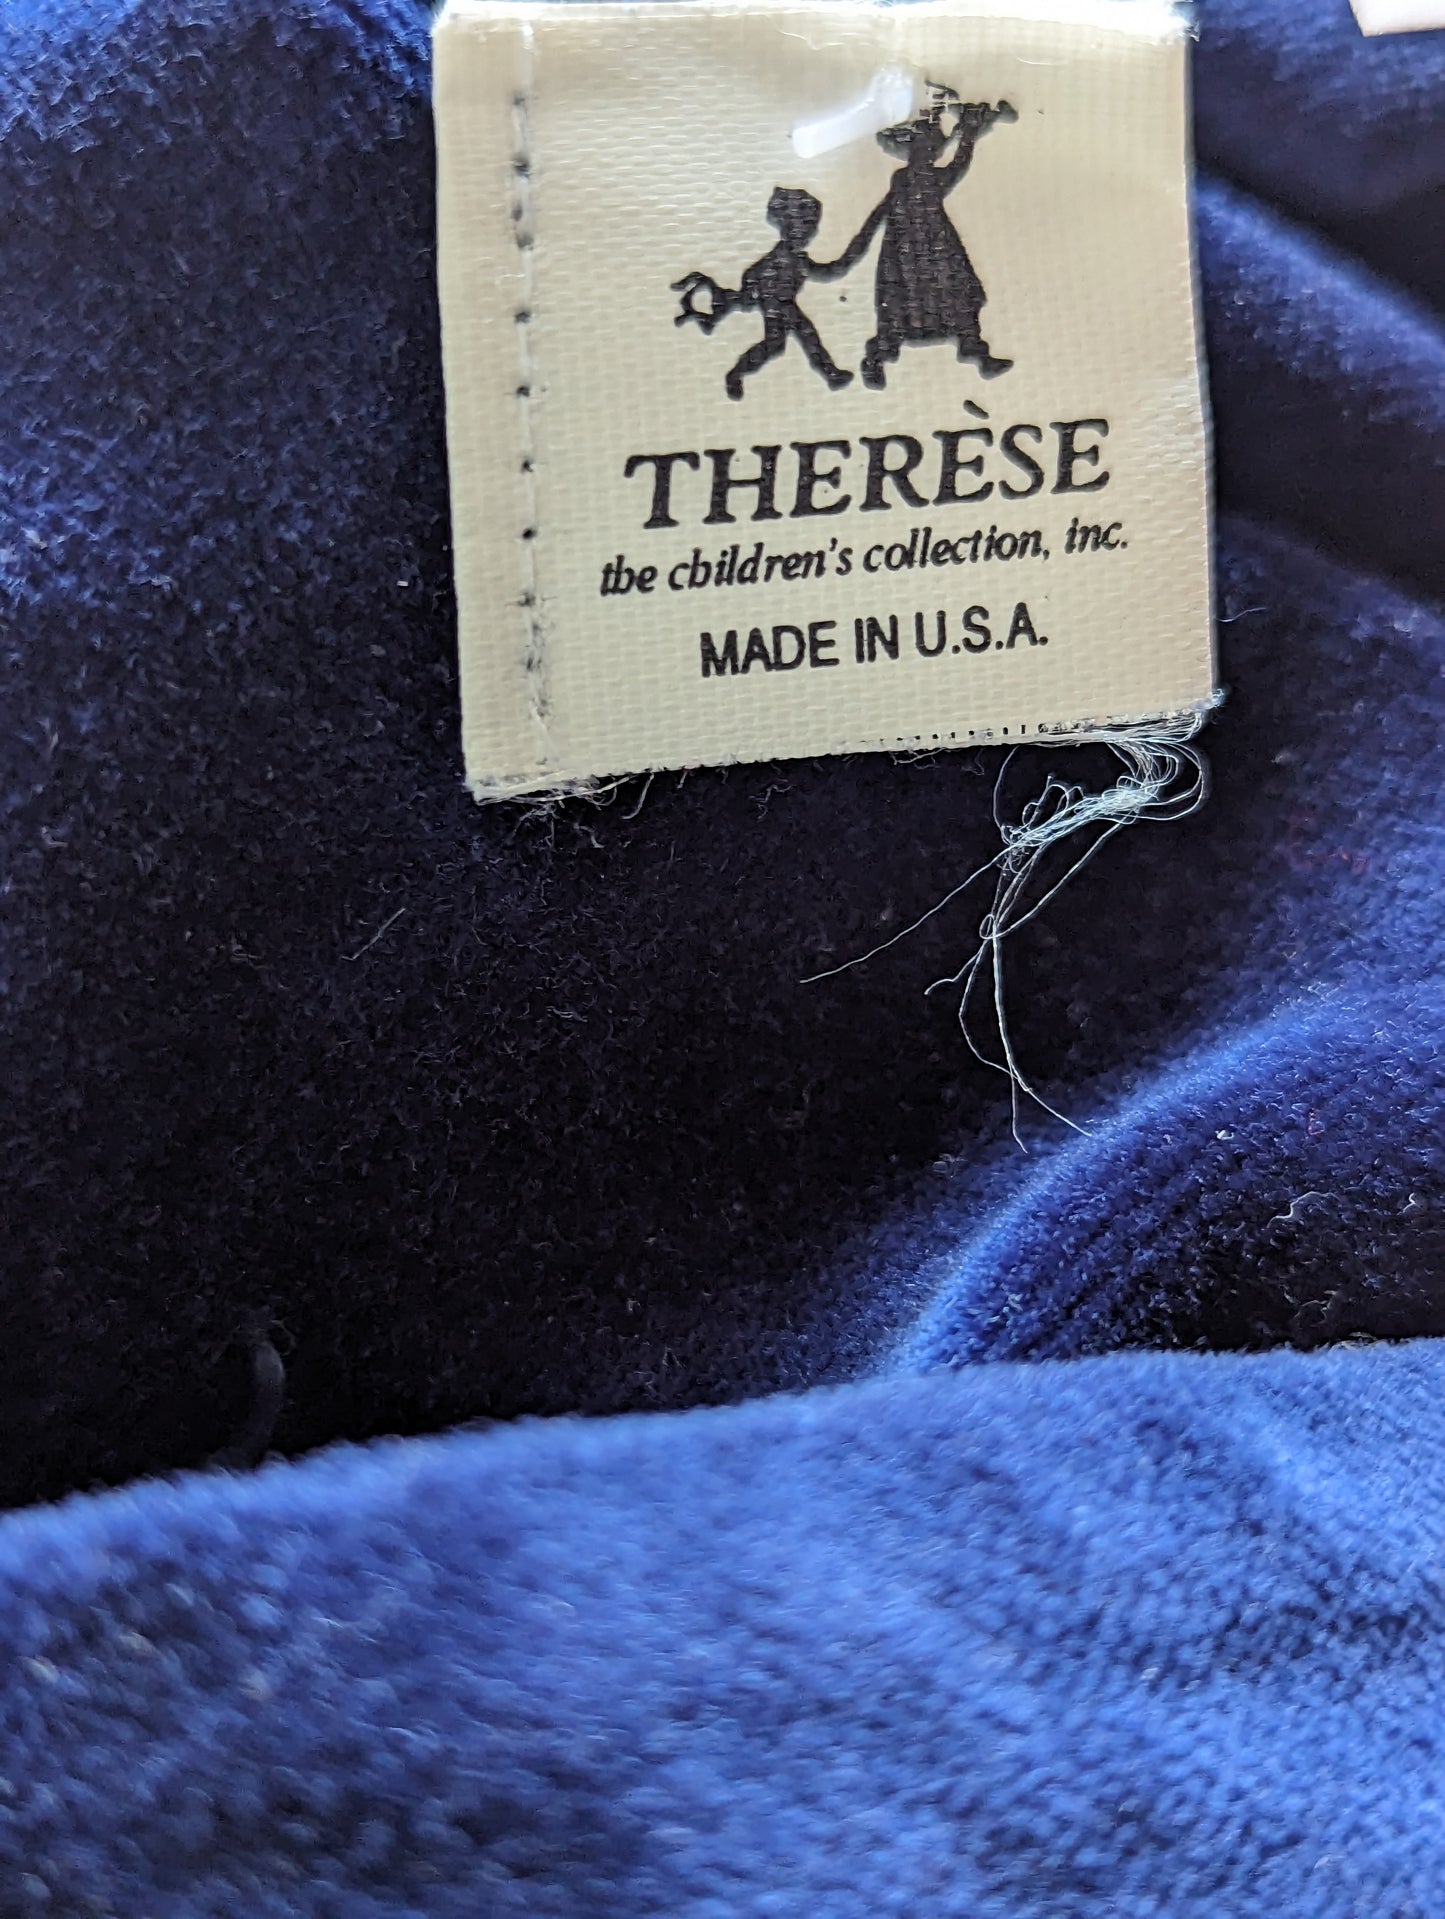 THERÈSE
the children's collection, inc.
MADE IN U.S.A.